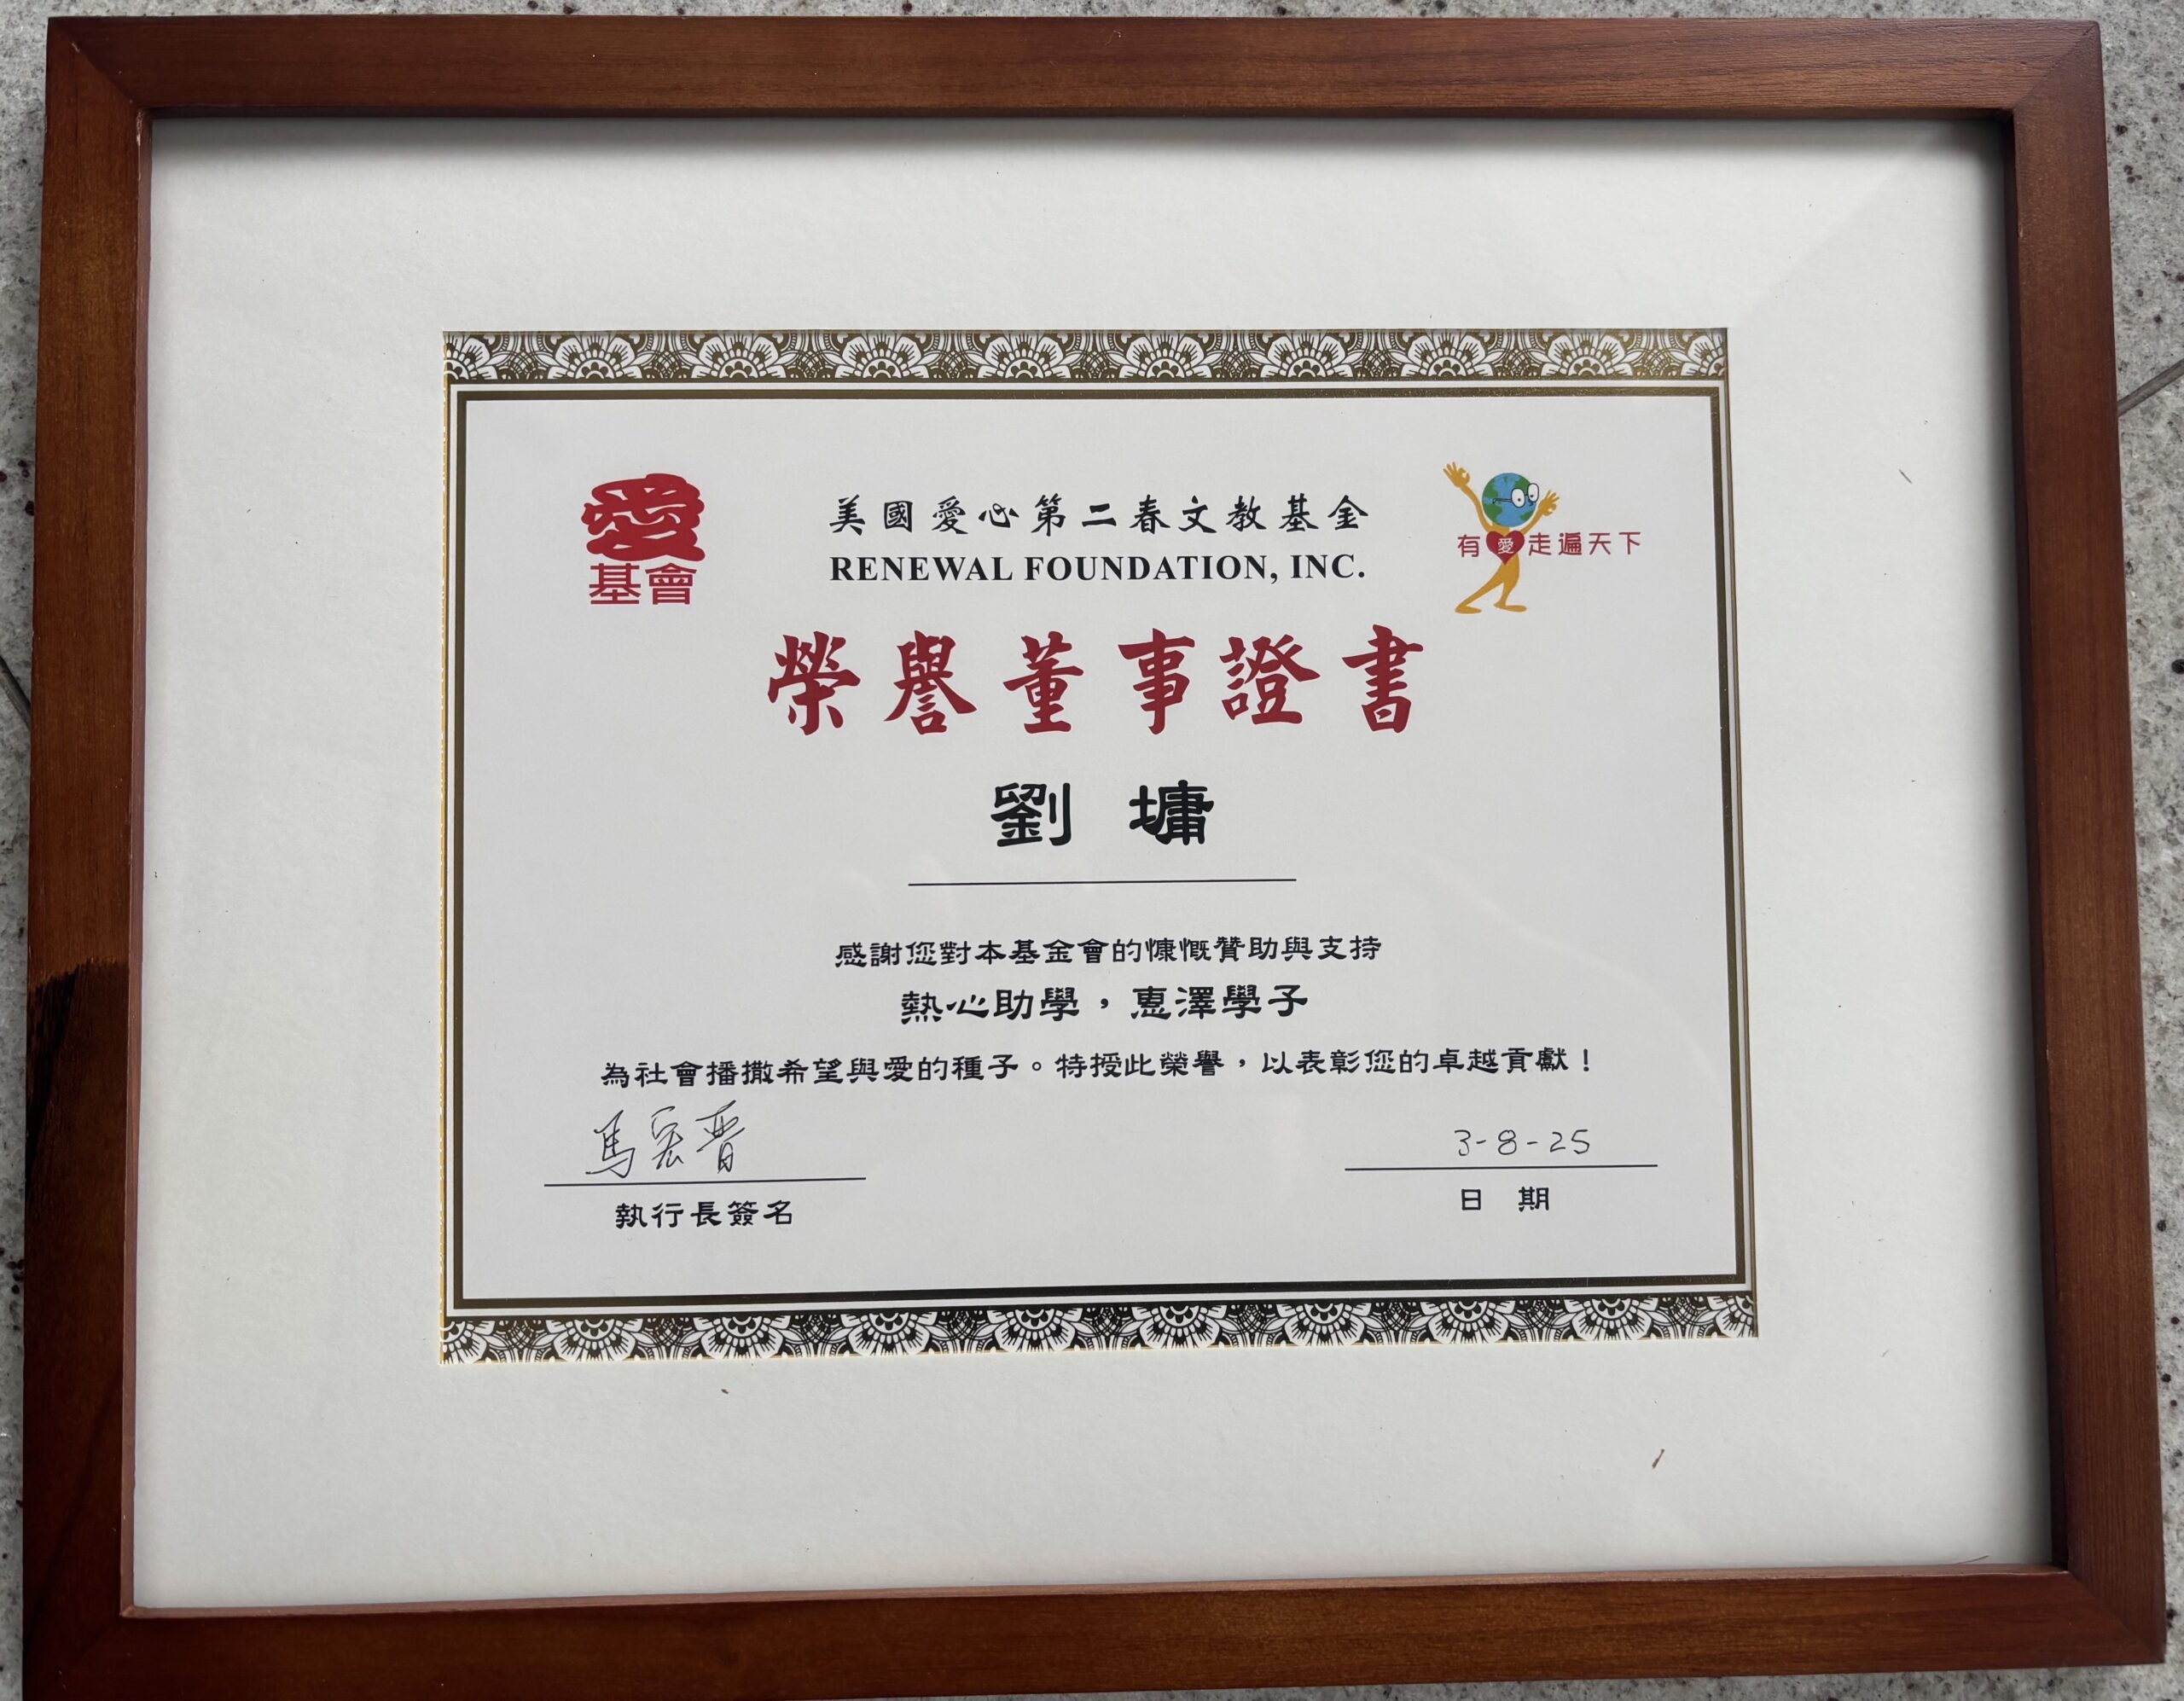 愛
基會
美國愛心第二春文教基金
RENEWAL FOUNDATION, INC.
有愛走遍天下
榮譽董事證書
劉 墉
感謝您對本基金會的慷慨贊助與支持
熱心助學，惠澤學子
為社會播撒希望與愛的種子。特授此榮譽，以表彰您的卓越貢獻！
馬宏晋
3-8-25
執行長簽名
日 期